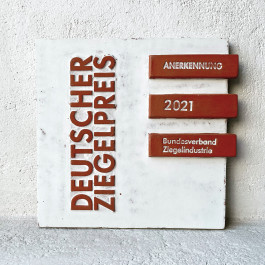 DEUTSCHER
ZIEGELPREIS
ANERKENNUNG
2021
Bundesverband
Ziegelindustrie